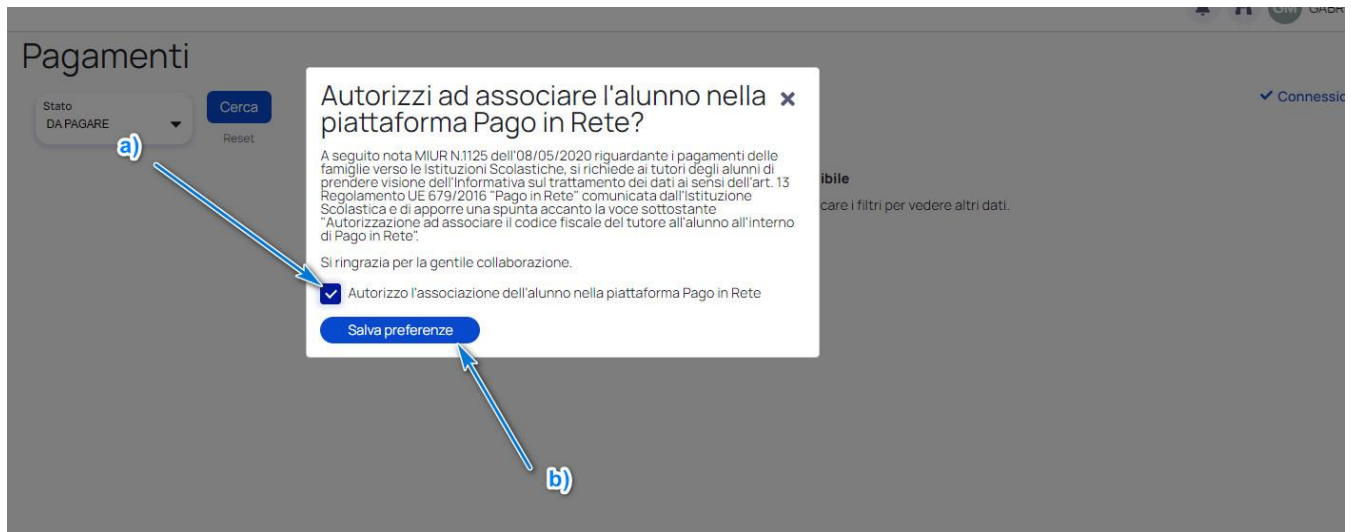 GM
Pagamenti
Stato
DA PAGARE
Cerca
Reset
Autorizzi ad associare l'alunno nella
piattaforma Pago in Rete?
✓ Connessio
A seguito nota MIUR N.1125 dell'08/05/2020 riguardante i pagamenti delle
famiglie verso le Istituzioni Scolastiche, si richiede ai tutori degli alunni di
prendere visione dell'Informativa sul trattamento dei dati ai sensi dell'art. 13
Regolamento UE 679/2016 "Pago in Rete" comunicata dall'Istituzione
Scolastica e di apporre una spunta accanto la voce sottostante
"Autorizzazione ad associare il codice fiscale del tutore all'alunno all'interno
di Pago in Rete".
ibile
care i filtri per vedere altri dati.
Si ringrazia per la gentile collaborazione.
a)
Autorizzo l'associazione dell'alunno nella piattaforma Pago in Rete
Salva preferenze
b)